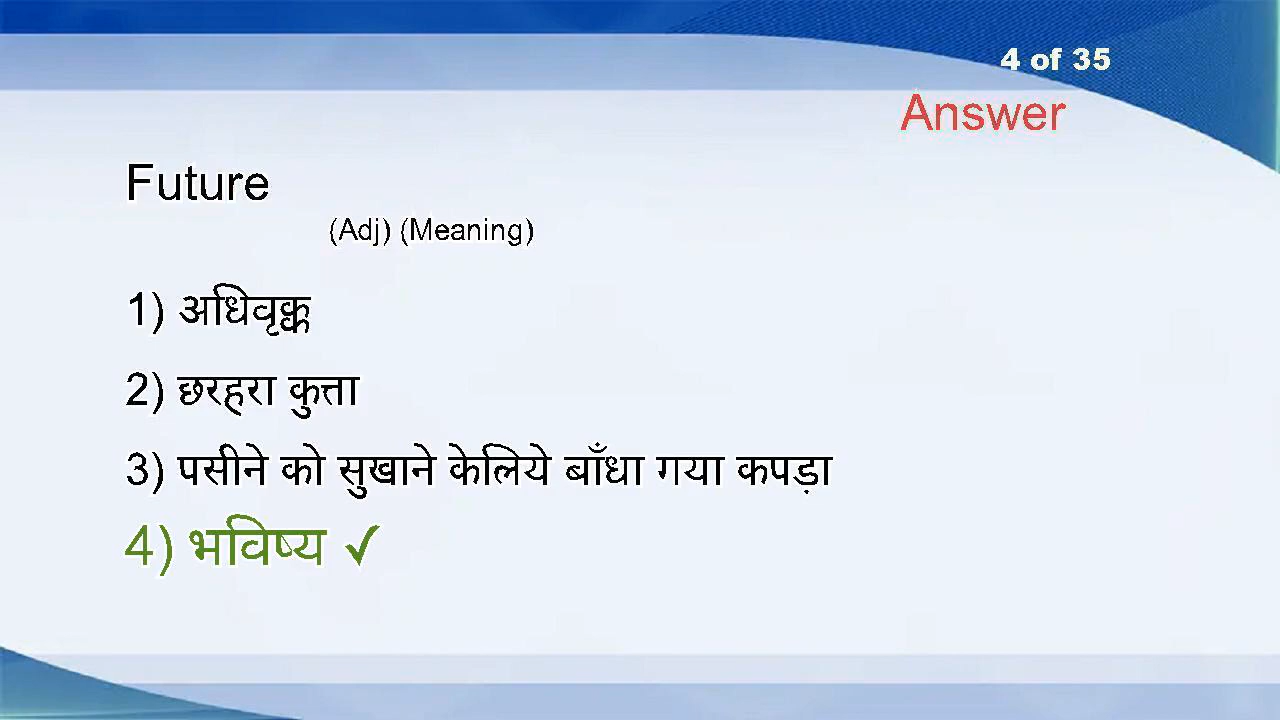 4 of 35
Answer
Future
(Adj) (Meaning)
1) अधिवृक्क
2) छरहरा कुत्ता
3) पसीने को सुखाने केलिये बाँधा गया कपड़ा
4) भविष्य ✓